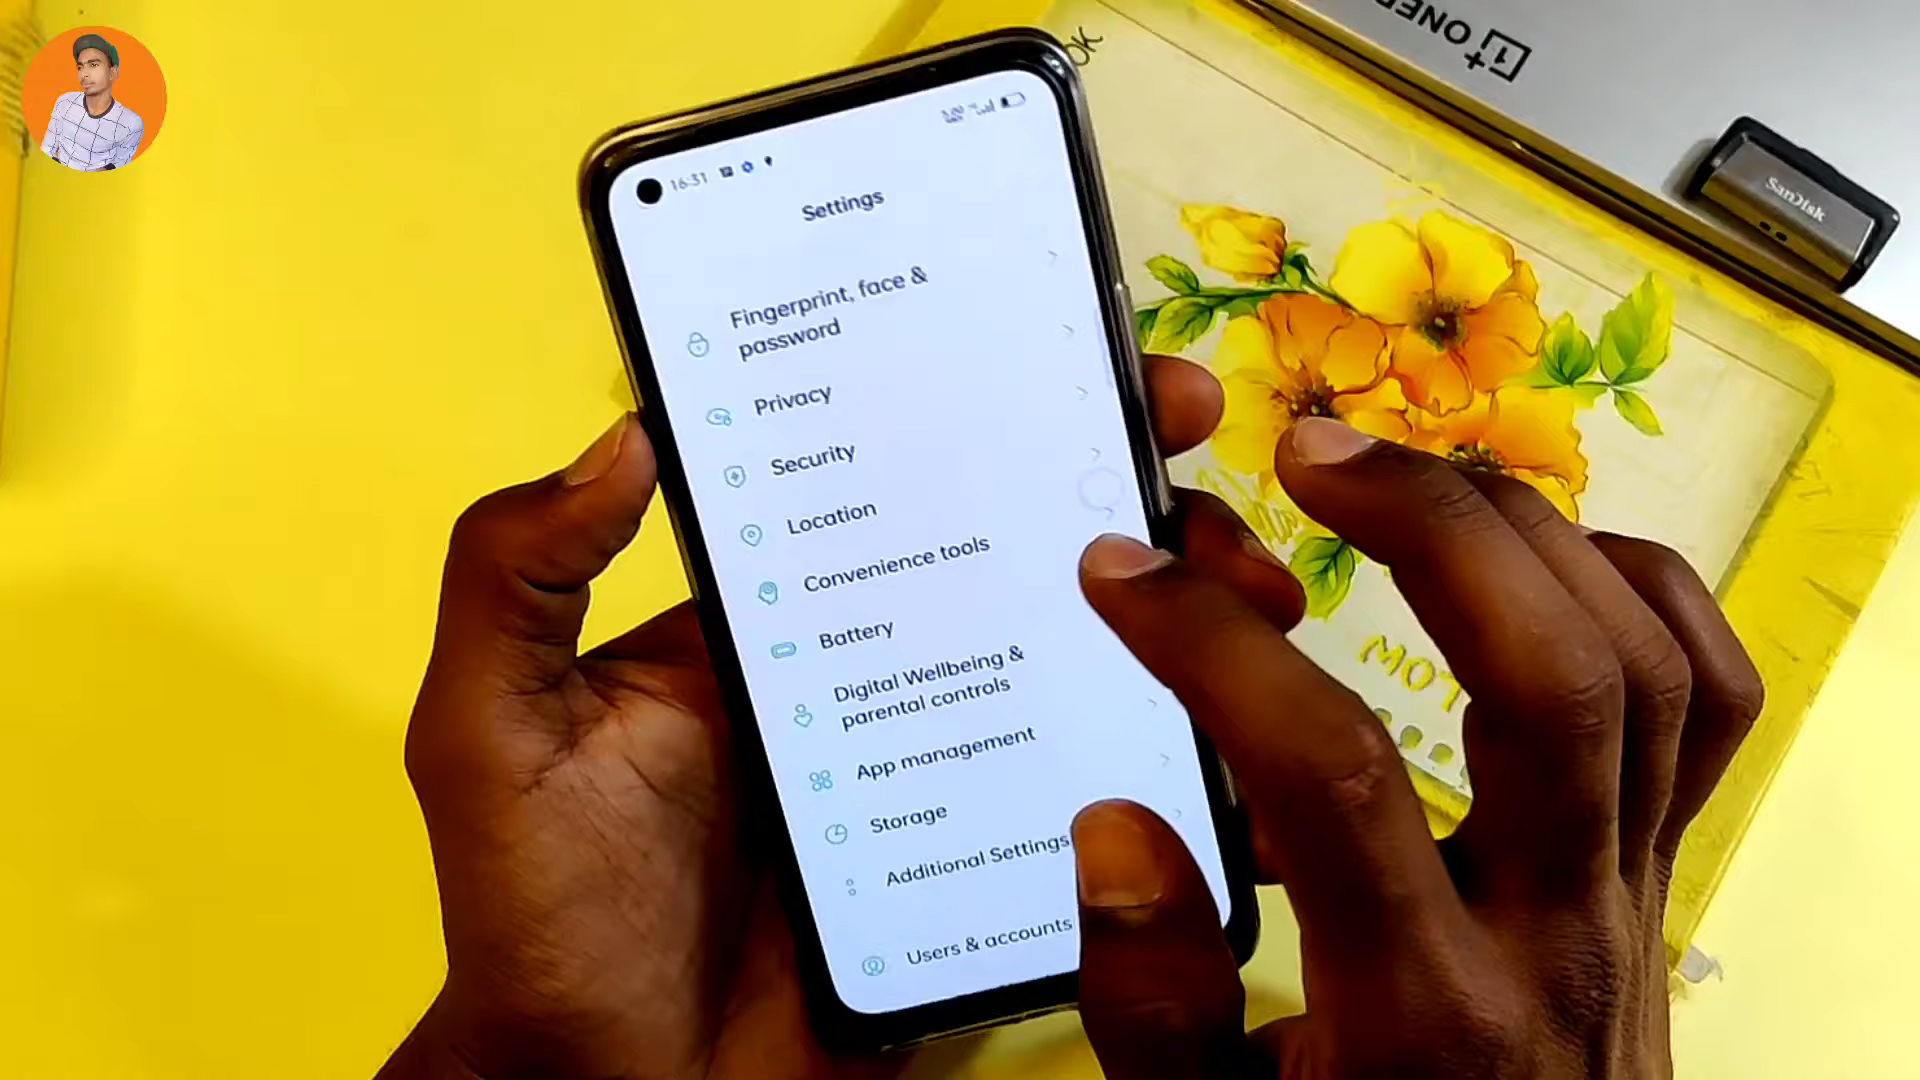 16:31
Settings
Fingerprint, face &
password
Privacy
Security
Location
Convenience tools
Battery
Digital Wellbeing &
parental controls
App management
Storage
Additional Settings
Users & accounts
SanDisk